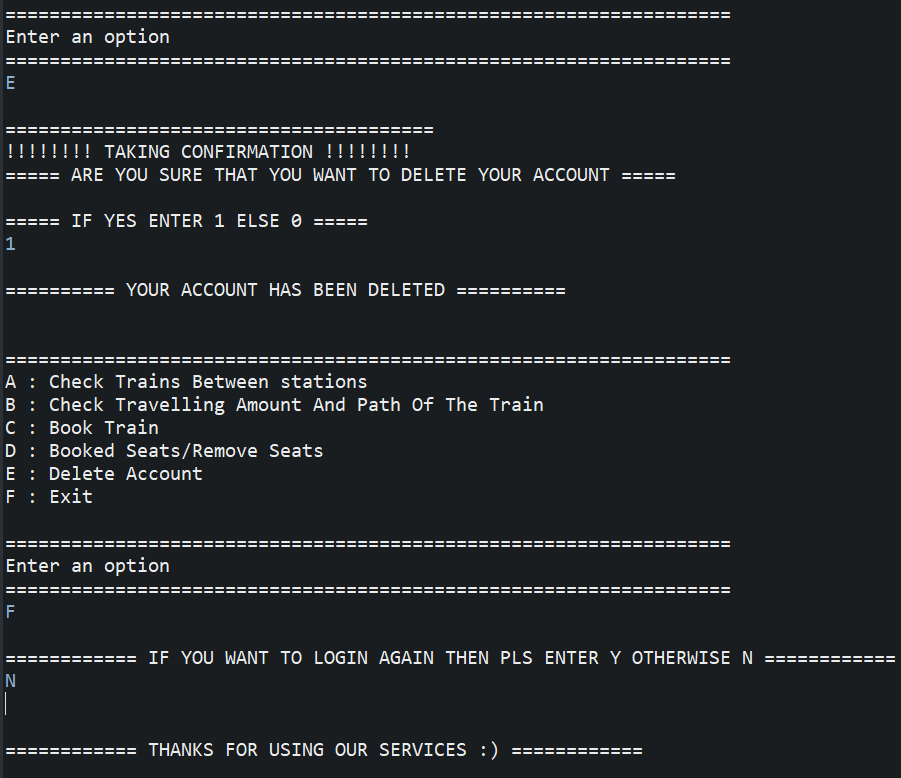 ==================================================================
Enter an option
==================================================================
E
=======================================
!!!!!!!! TAKING CONFIRMATION !!!!!!!!
===== ARE YOU SURE THAT YOU WANT TO DELETE YOUR ACCOUNT =====
===== IF YES ENTER 1 ELSE 0 =====
1
========== YOUR ACCOUNT HAS BEEN DELETED ==========
==================================================================
A : Check Trains Between stations
B : Check Travelling Amount And Path Of The Train
C : Book Train
D : Booked Seats/Remove Seats
E : Delete Account
F : Exit
==================================================================
Enter an option
==================================================================
F
============ IF YOU WANT TO LOGIN AGAIN THEN PLS ENTER Y OTHERWISE N ============
N
============ THANKS FOR USING OUR SERVICES :) ============